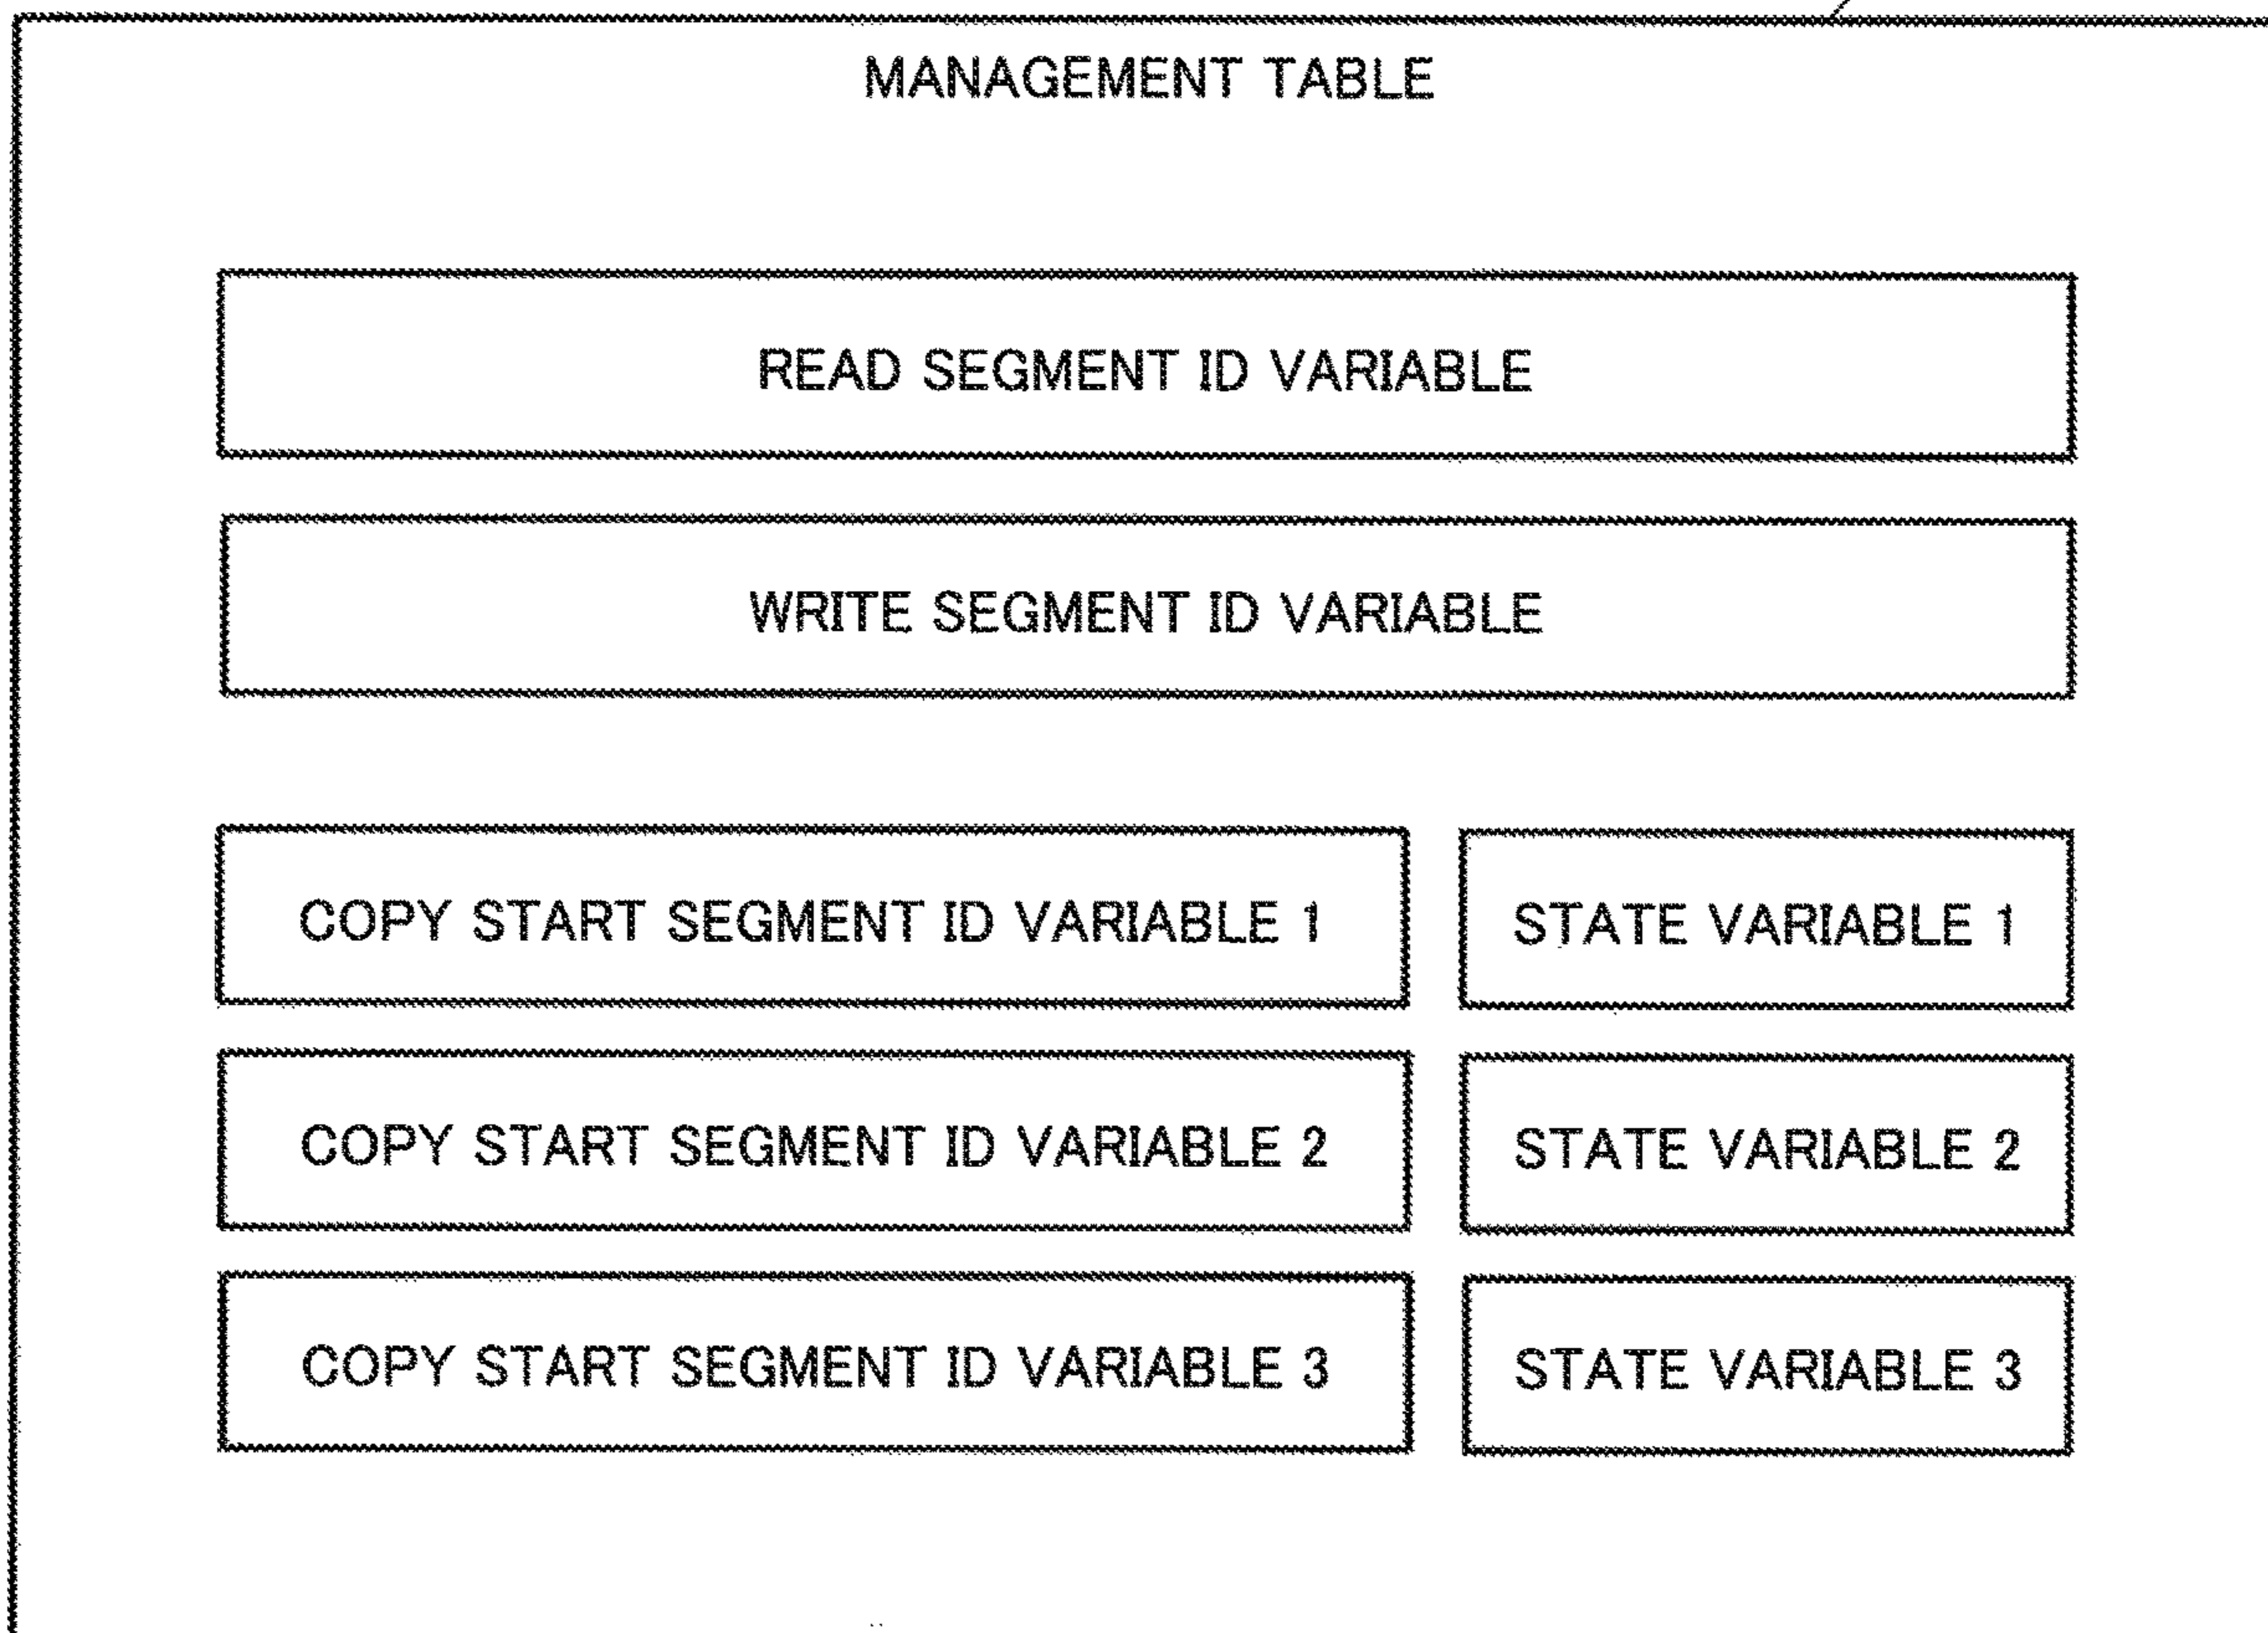 MANAGEMENT TABLE
READ SEGMENT ID VARIABLE
WRITE SEGMENT ID VARIABLE
COPY START SEGMENT ID VARIABLE 1
STATE VARIABLE 1
COPY START SEGMENT ID VARIABLE 2
STATE VARIABLE 2
COPY START SEGMENT ID VARIABLE 3
STATE VARIABLE 3